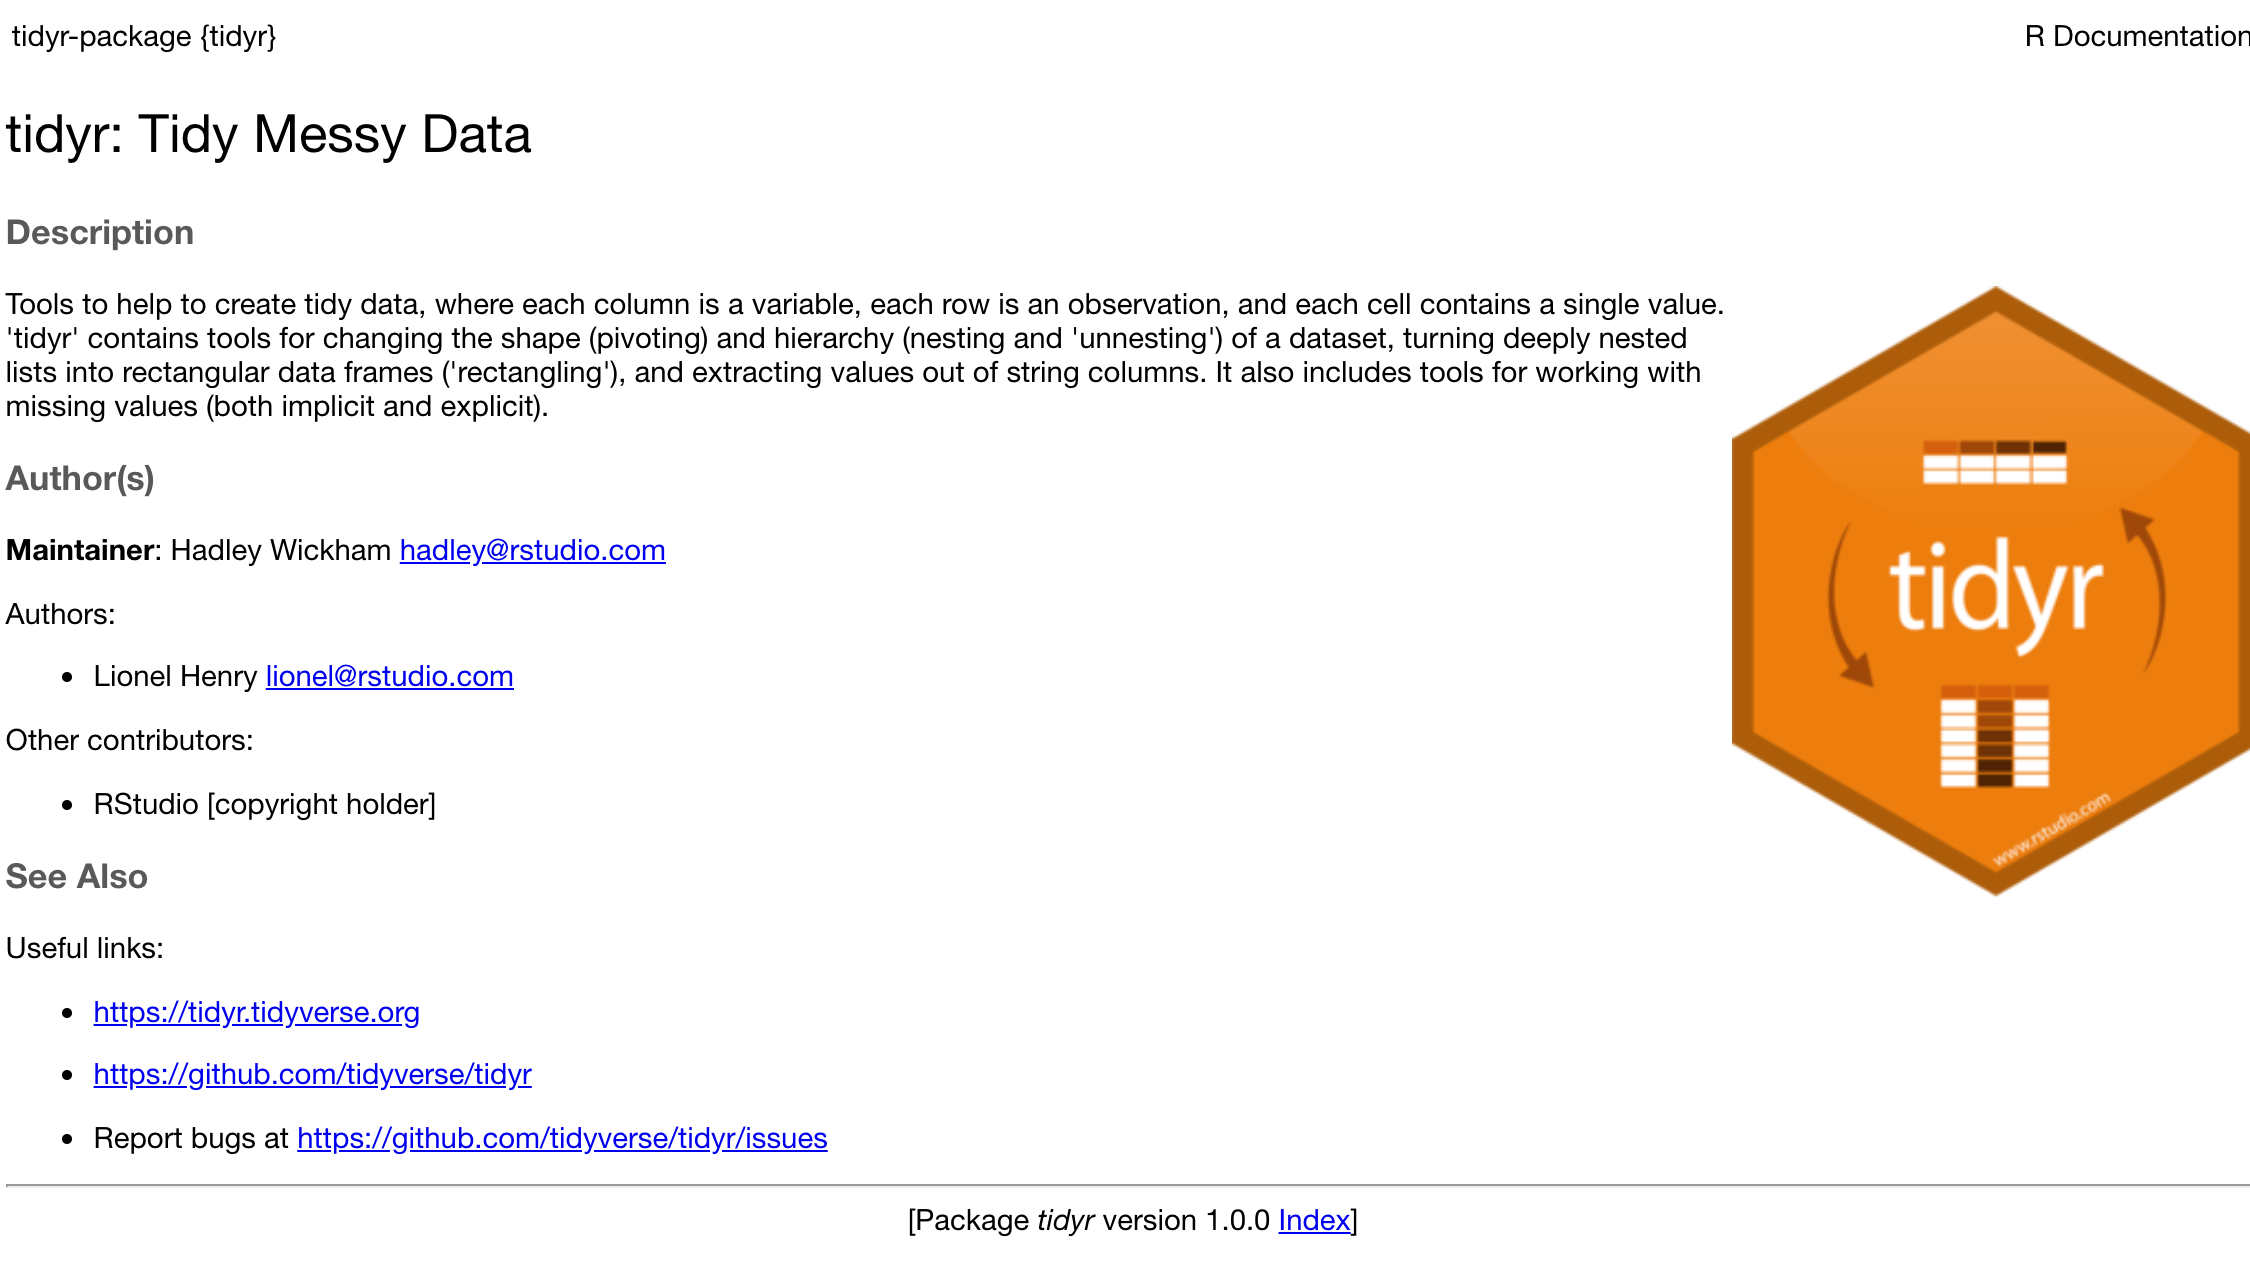 tidyr-package {tidyr}
R Documentation
tidyr: Tidy Messy Data
Description
Tools to help to create tidy data, where each column is a variable, each row is an observation, and each cell contains a single value.
'tidyr' contains tools for changing the shape (pivoting) and hierarchy (nesting and 'unnesting') of a dataset, turning deeply nested
lists into rectangular data frames ('rectangling'), and extracting values out of string columns. It also includes tools for working with
missing values (both implicit and explicit).
Author(s)
Maintainer: Hadley Wickham hadley@rstudio.com
Authors:
• Lionel Henry lionel@rstudio.com
Other contributors:
• RStudio [copyright holder]
See Also
Useful links:
• https://tidyr.tidyverse.org
• https://github.com/tidyverse/tidyr
• Report bugs at https://github.com/tidyverse/tidyr/issues
tidyr
www.rstudio.com
[Package tidyr version 1.0.0 Index]